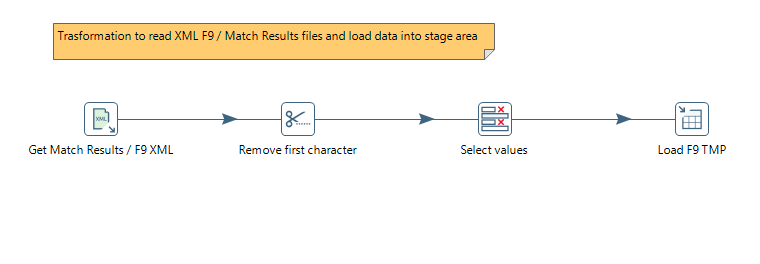 Trasformation to read XML F9 / Match Results files and load data into stage area
XML
Get Match Results / F9 XML
Remove first character
Select values
Load F9 TMP